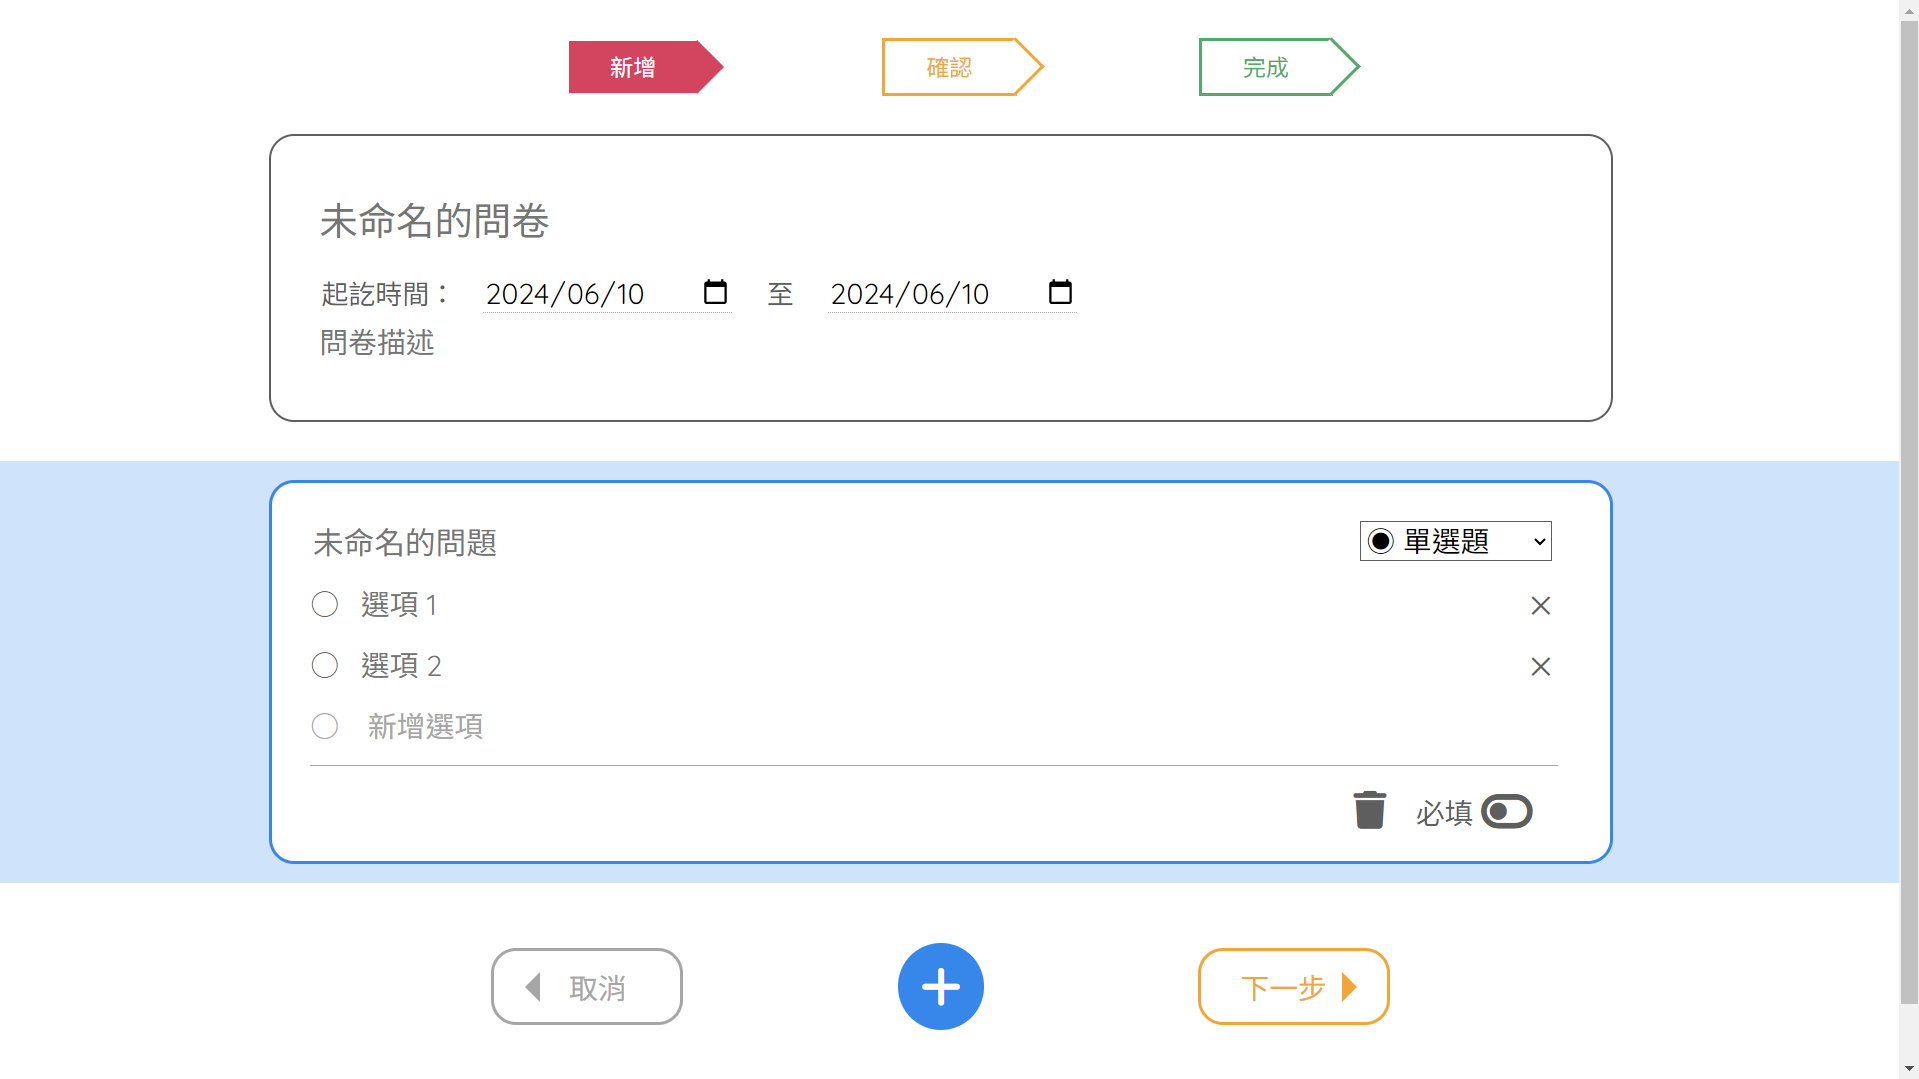 新增 確認 完成
未命名的問卷
起訖時間： 2024/06/10 至 2024/06/10
問卷描述
未命名的問題 單選題
選項 1
選項 2
新增選項
必填
取消 下一步